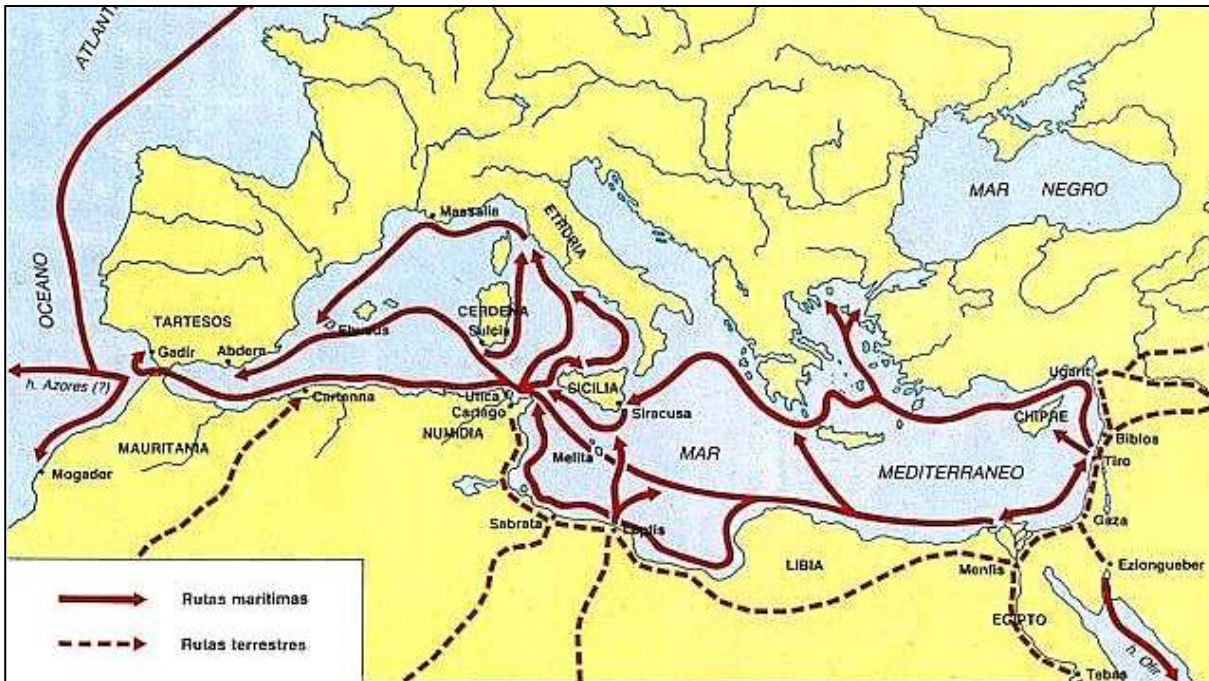 ATLANTI
OCEANO
MAR NEGRO
Massalia
ETRURIA
CERDEÑA
Sulcis
Ebusus
TARTESOS
Gadir
Abdera
h. Azores (?)
Cartenna
Utica
Cartago
NUMIDIA
SICILIA
Siracusa
MAURITANIA
Mogador
Melita
MAR
MEDITERRANEO
Ugarit
CHIPRE
Biblos
Tiro
Gaza
Sabrata
Leptis
LIBIA
Menfis
Eziongueber
EGIPTO
h. Ofir
Tebas
Rutas marítimas
Rutas terrestres